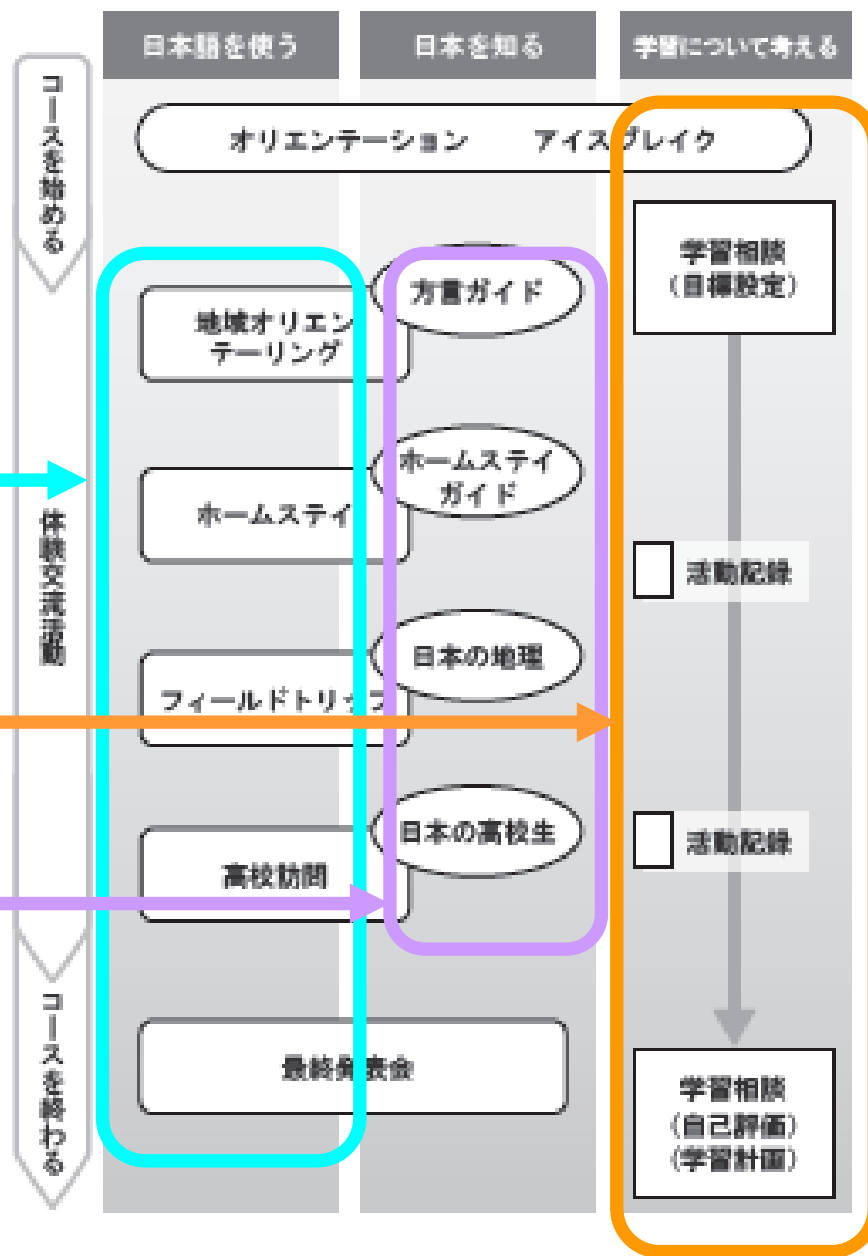 日本語を使う
日本を知る
学習について考える
コースを始める
オリエンテーション　　アイスブレイク
学習相談
（目標設定）
方言ガイド
地域オリエン
テーリング
ホームステイ
ガイド
ホームステイ
体験交流活動
活動記録
日本の地理
フィールドトリップ
日本の高校生
活動記録
高校訪問
コースを終わる
最終発表会
学習相談
（自己評価）
（学習計画）